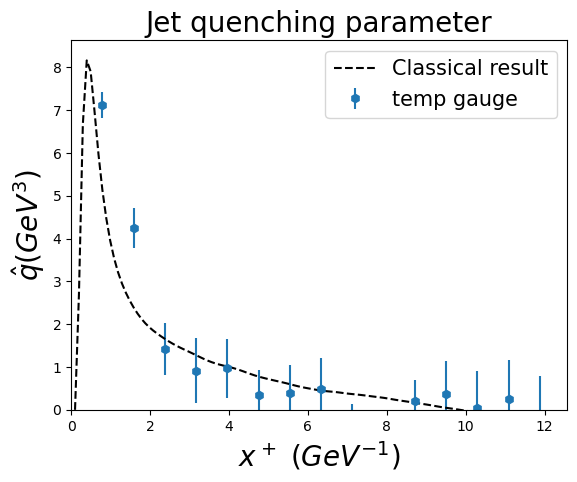 Jet quenching parameter
Classical result
temp gauge
q̂(GeV³)
8
7
6
5
4
3
2
1
0
0 2 4 6 8 10 12
x⁺ (GeV⁻¹)